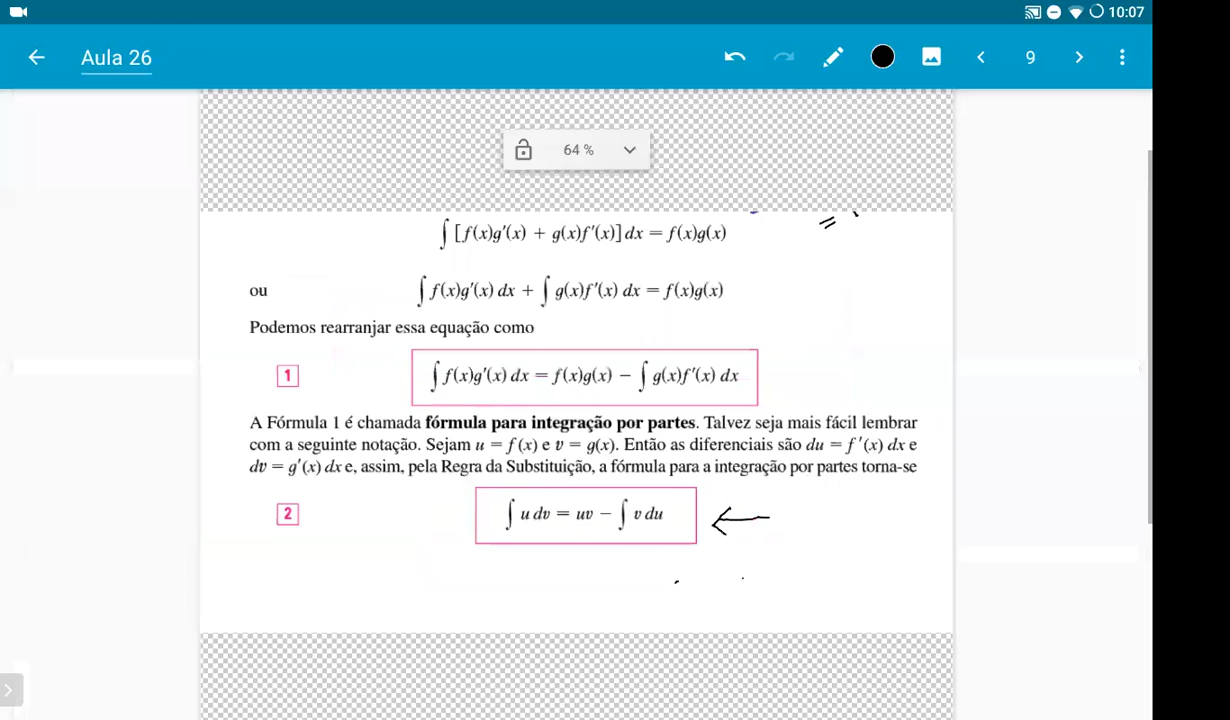 10:07
Aula 26
9
64 %
∫ [f(x)g′(x) + g(x)f′(x)] dx = f(x)g(x)
ou ∫ f(x)g′(x) dx + ∫ g(x)f′(x) dx = f(x)g(x)
Podemos rearranjar essa equação como
1 ∫ f(x)g′(x) dx = f(x)g(x) − ∫ g(x)f′(x) dx
A Fórmula 1 é chamada fórmula para integração por partes. Talvez seja mais fácil lembrar
com a seguinte notação. Sejam u = f(x) e v = g(x). Então as diferenciais são du = f′(x) dx e
dv = g′(x) dx e, assim, pela Regra da Substituição, a fórmula para a integração por partes torna-se
2 ∫ u dv = uv − ∫ v du